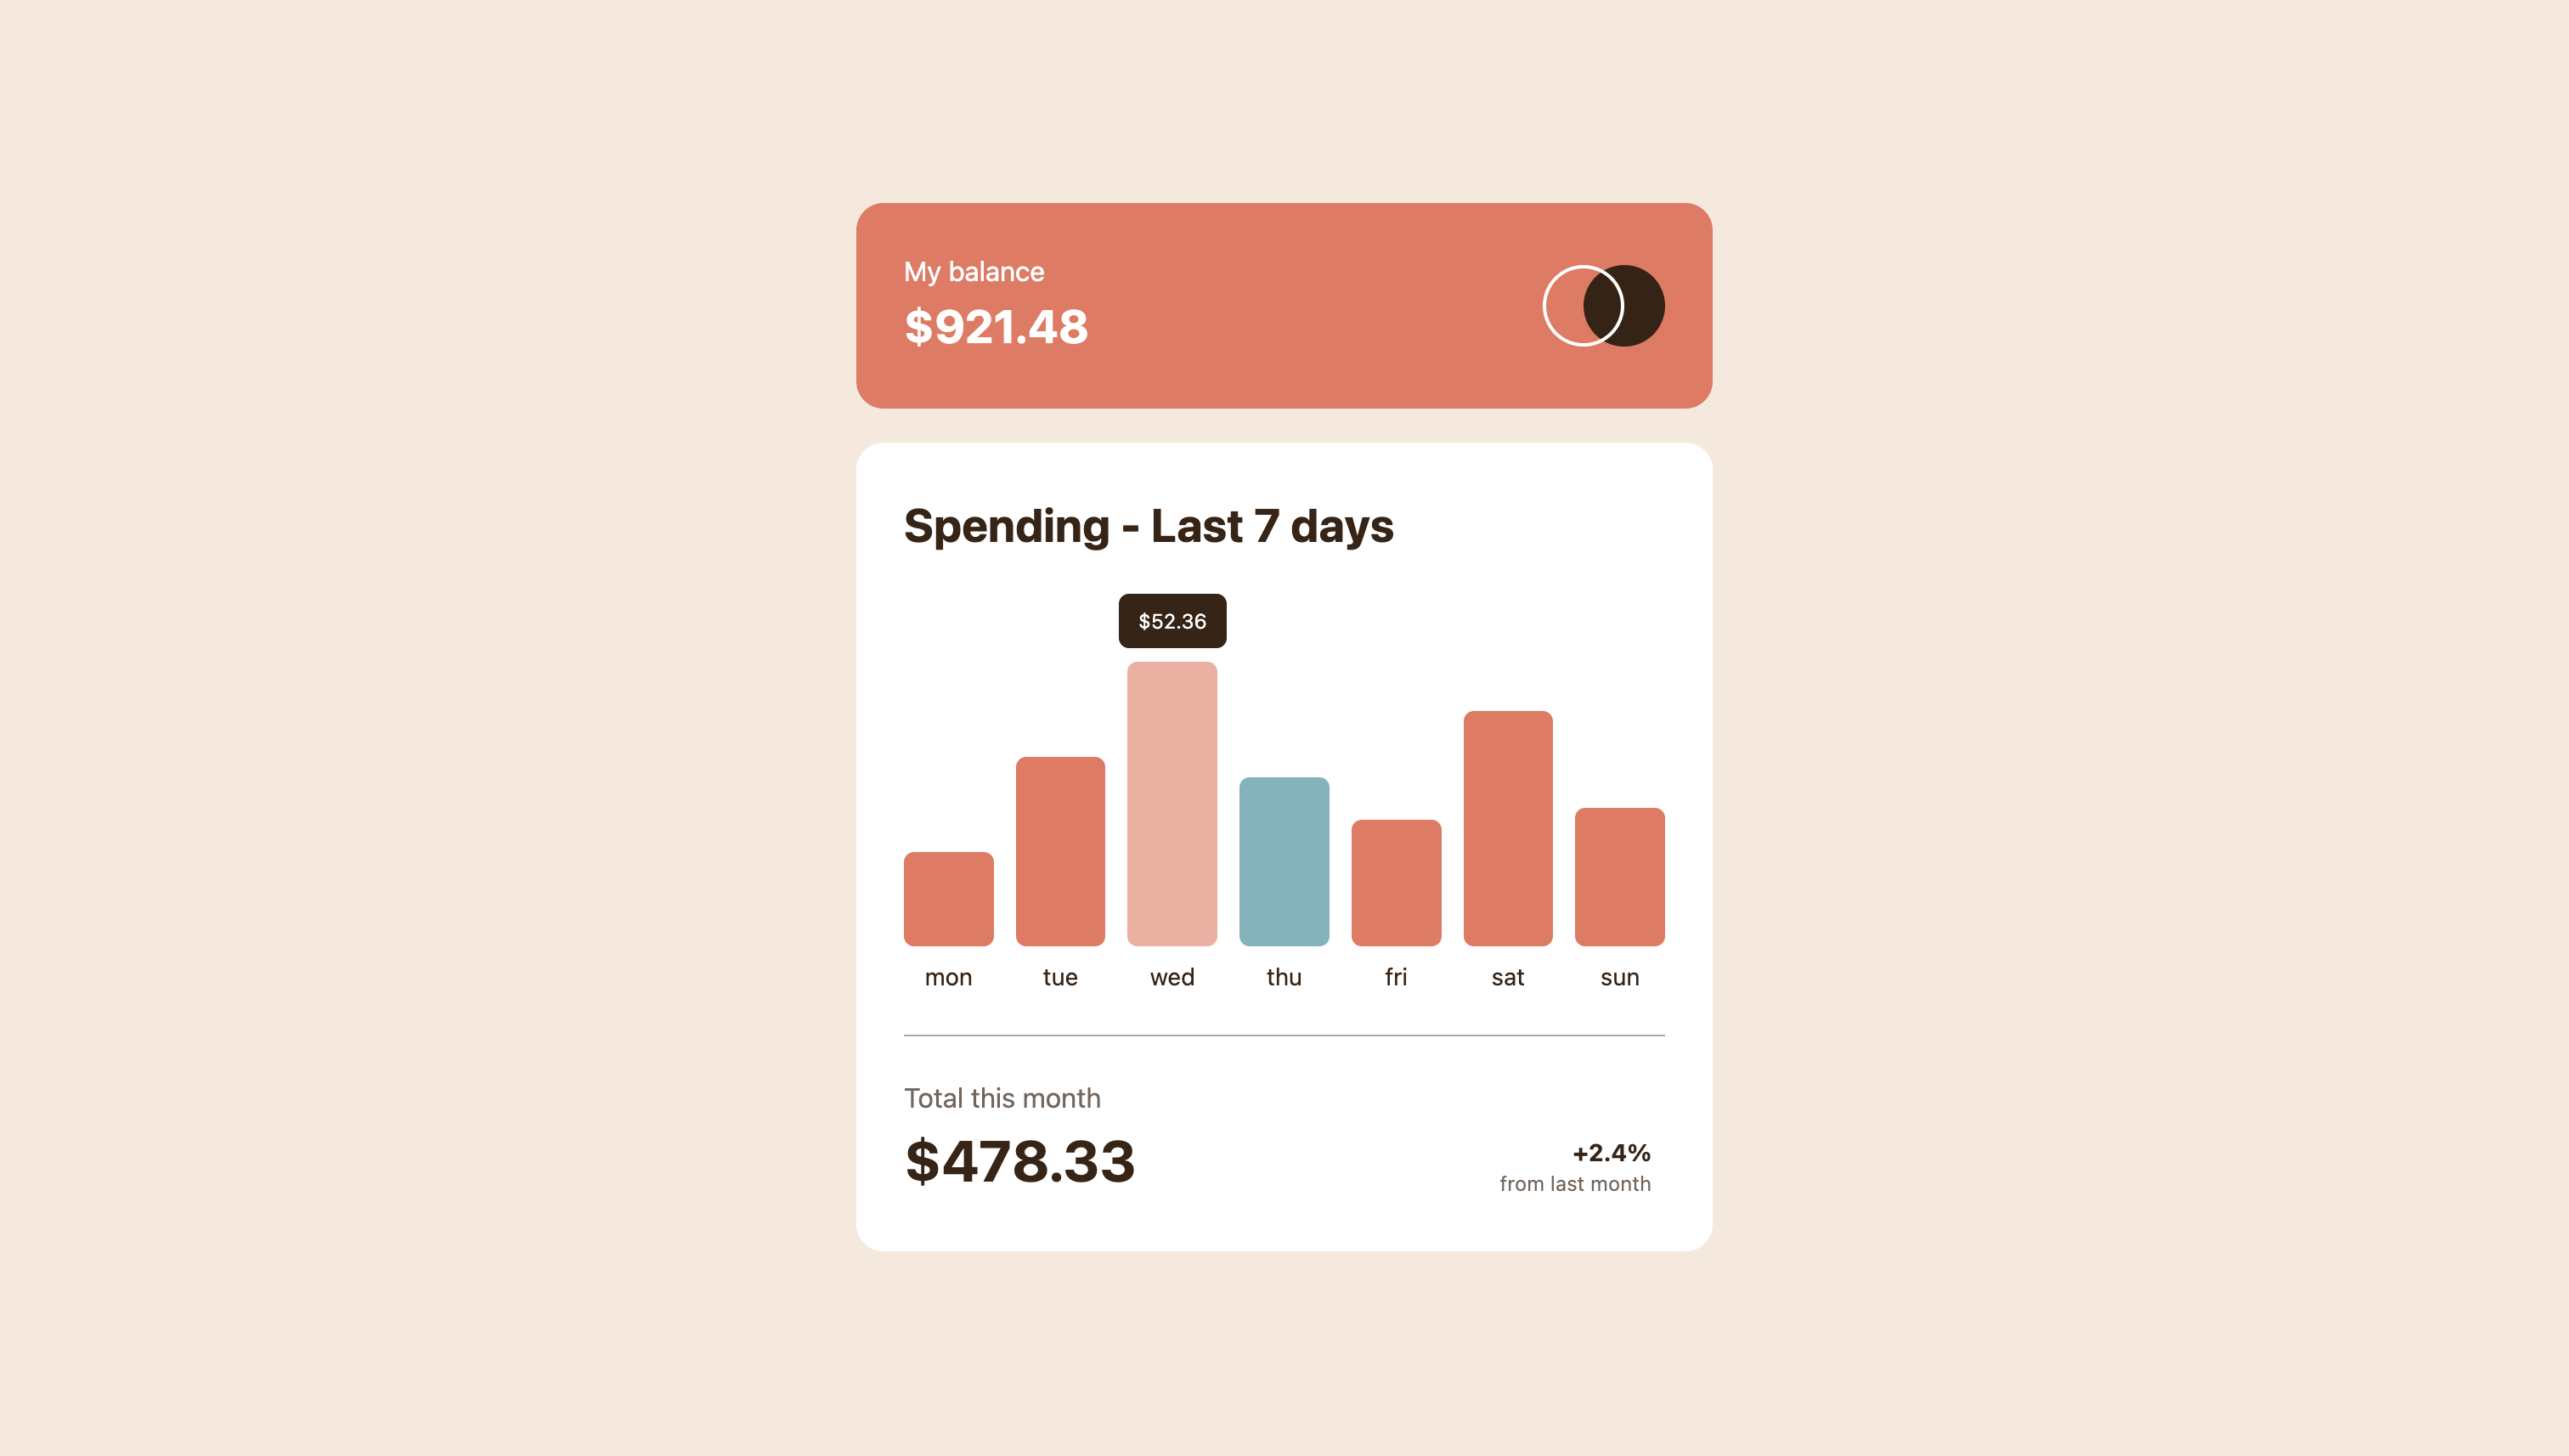 My balance
$921.48
Spending - Last 7 days
$52.36
mon tue wed thu fri sat sun
Total this month
$478.33
+2.4%
from last month